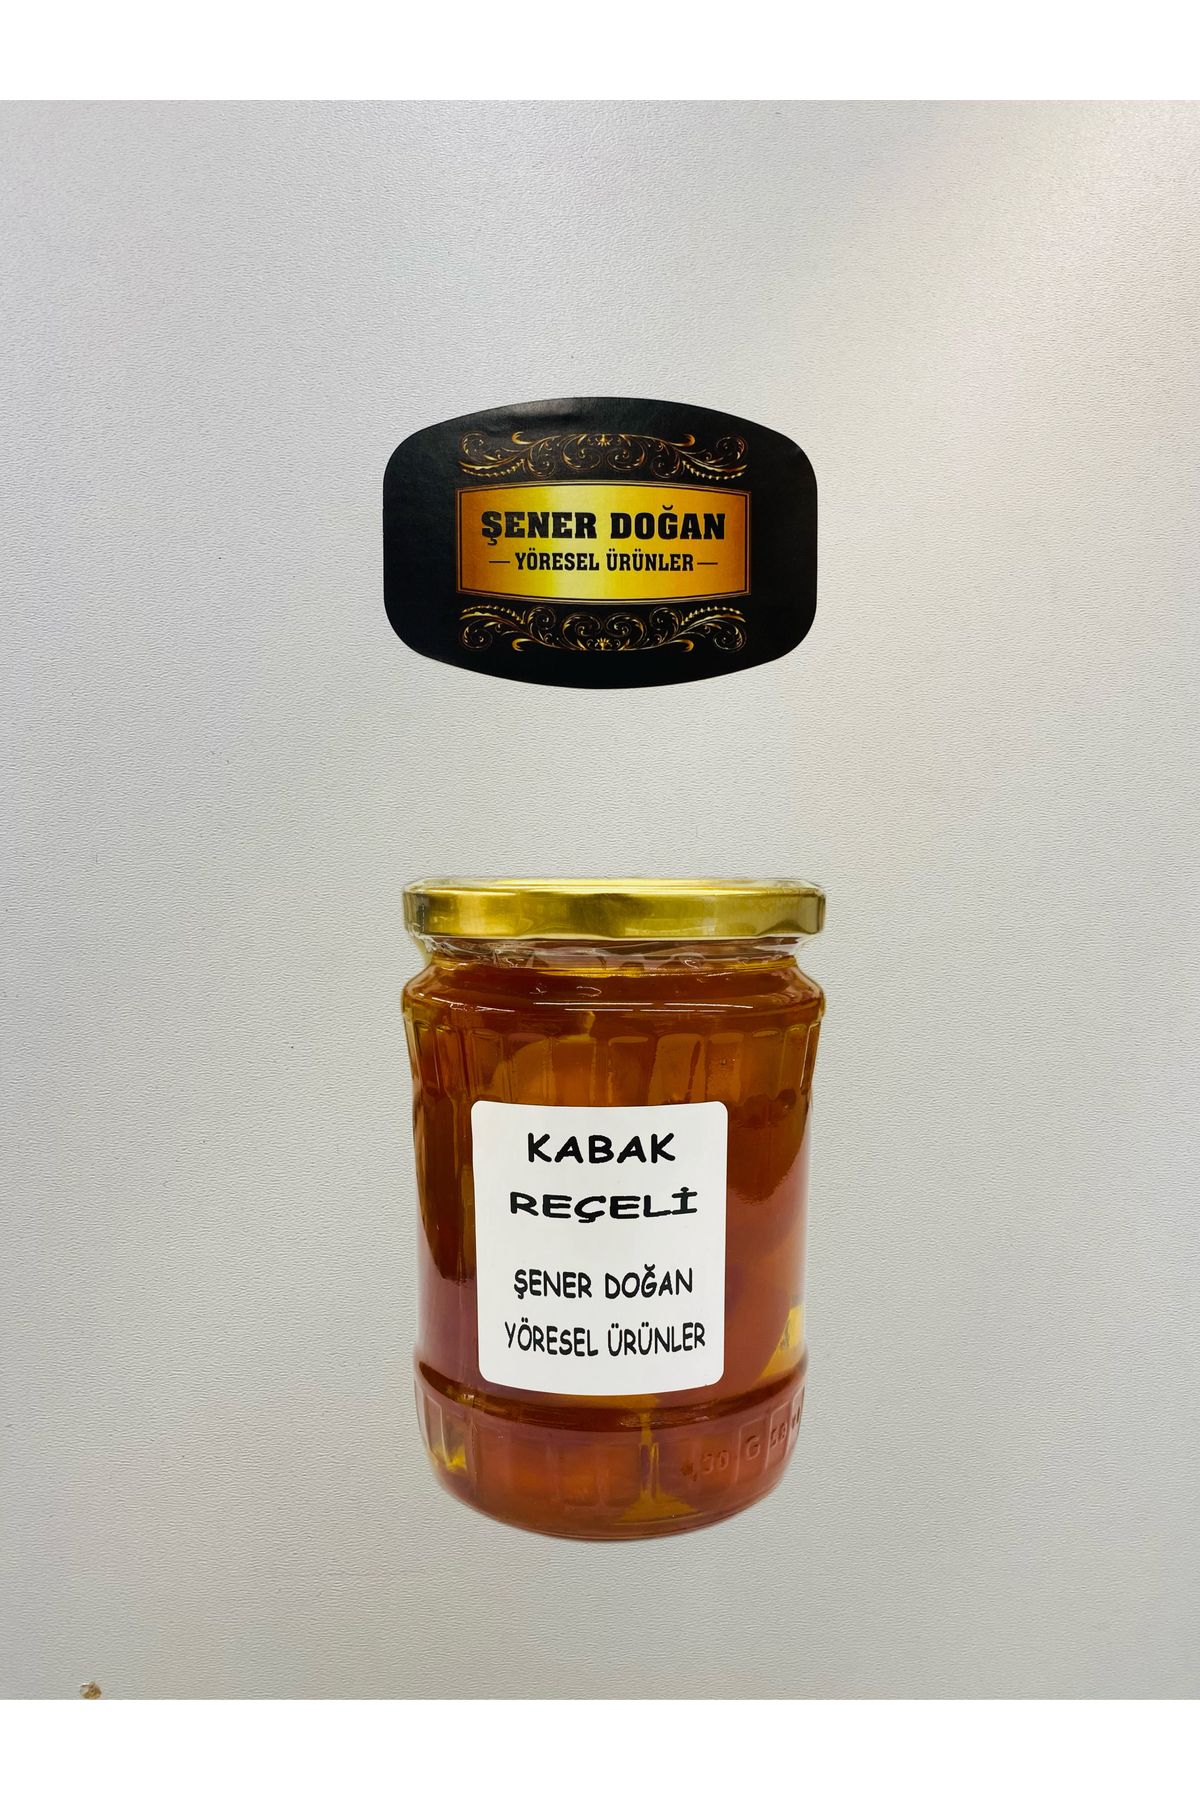 ŞENER DOĞAN
YÖRESEL ÜRÜNLER
KABAK
REÇELİ
ŞENER DOĞAN
YÖRESEL ÜRÜNLER